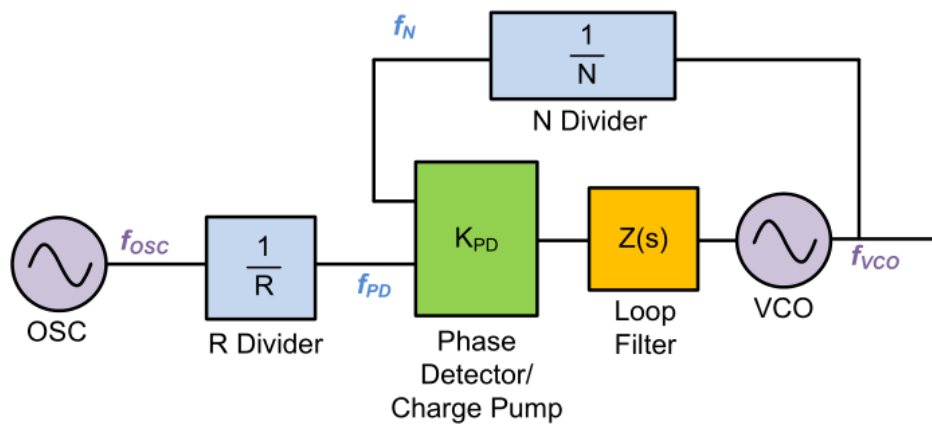 f_N
1
N
N Divider
f_OSC
OSC
1
R
R Divider
f_PD
K_PD
Phase
Detector/
Charge Pump
Z(s)
Loop
Filter
VCO
f_VCO